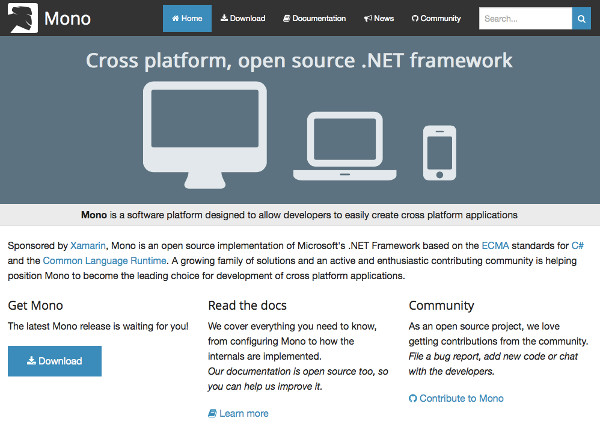 Mono
Home
Download
Documentation
News
Community
Search...
Cross platform, open source .NET framework
Mono is a software platform designed to allow developers to easily create cross platform applications
Sponsored by Xamarin, Mono is an open source implementation of Microsoft's .NET Framework based on the ECMA standards for C#
and the Common Language Runtime. A growing family of solutions and an active and enthusiastic contributing community is helping
position Mono to become the leading choice for development of cross platform applications.
Get Mono
The latest Mono release is waiting for you!
Download
Read the docs
We cover everything you need to know,
from configuring Mono to how the
internals are implemented.
Our documentation is open source too, so
you can help us improve it.
Learn more
Community
As an open source project, we love
getting contributions from the community.
File a bug report, add new code or chat
with the developers.
Contribute to Mono